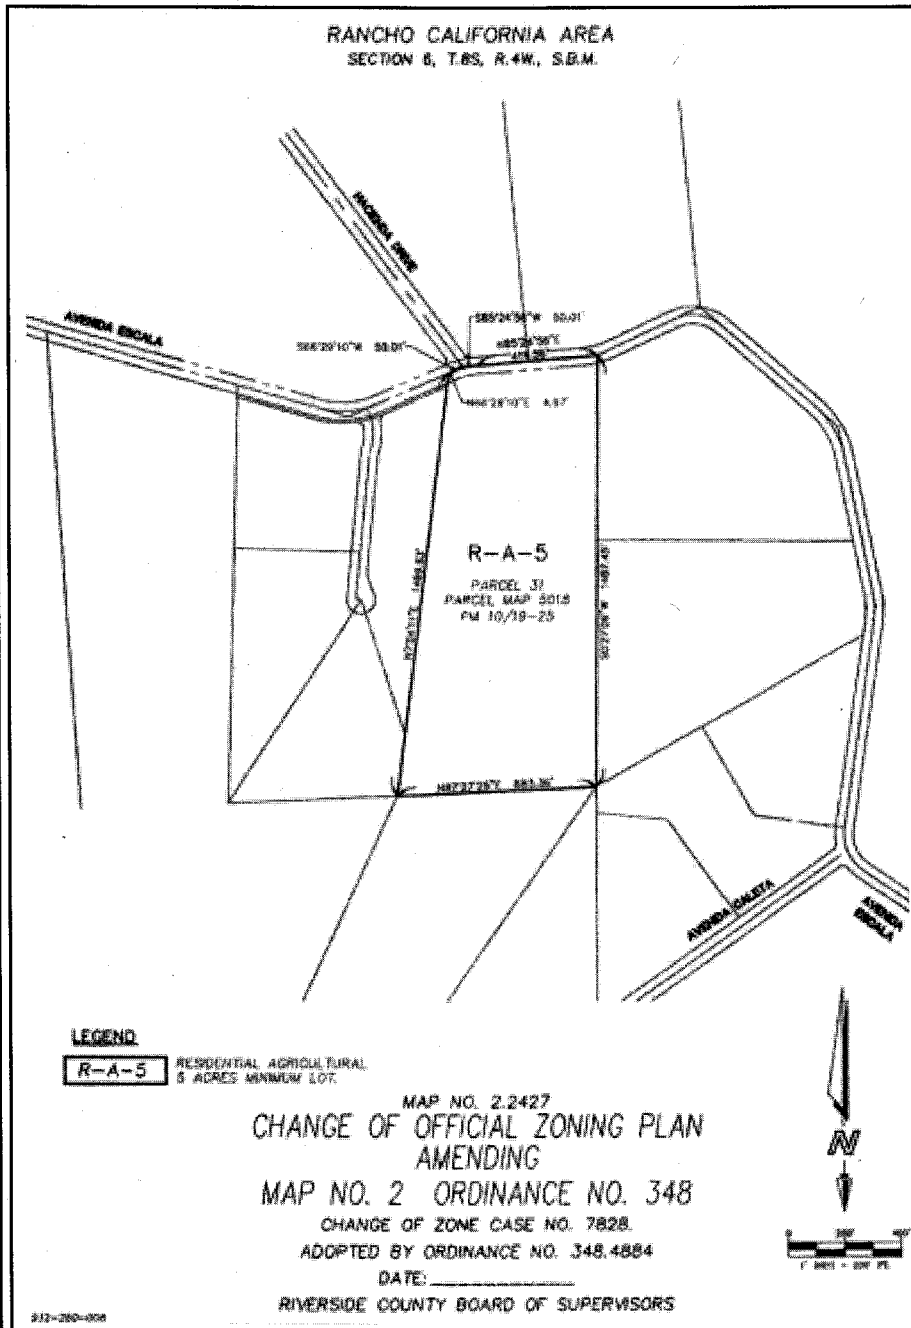 RANCHO CALIFORNIA AREA
SECTION 6, T.8S, R.4W., S.B.M.
HACIENDA DRIVE
AVENIDA ESCALA
R-A-5
PARCEL 31
PARCEL MAP
PM 10/19-25
AVENIDA CALETA
AVENIDA
ESCALA
LEGEND
R-A-5
RESIDENTIAL AGRICULTURAL
5 ACRES MINIMUM LOT.
MAP NO. 2.2427
CHANGE OF OFFICIAL ZONING PLAN
AMENDING
MAP NO. 2 ORDINANCE NO. 348
CHANGE OF ZONE CASE NO. 7828.
ADOPTED BY ORDINANCE NO. 348.4884
DATE:
RIVERSIDE COUNTY BOARD OF SUPERVISORS
N